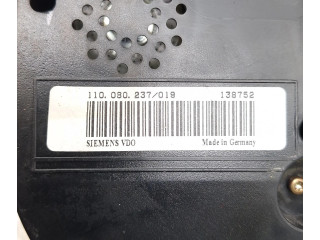 110.080.237/019 138752
SIEMENS VDO Made in Germany